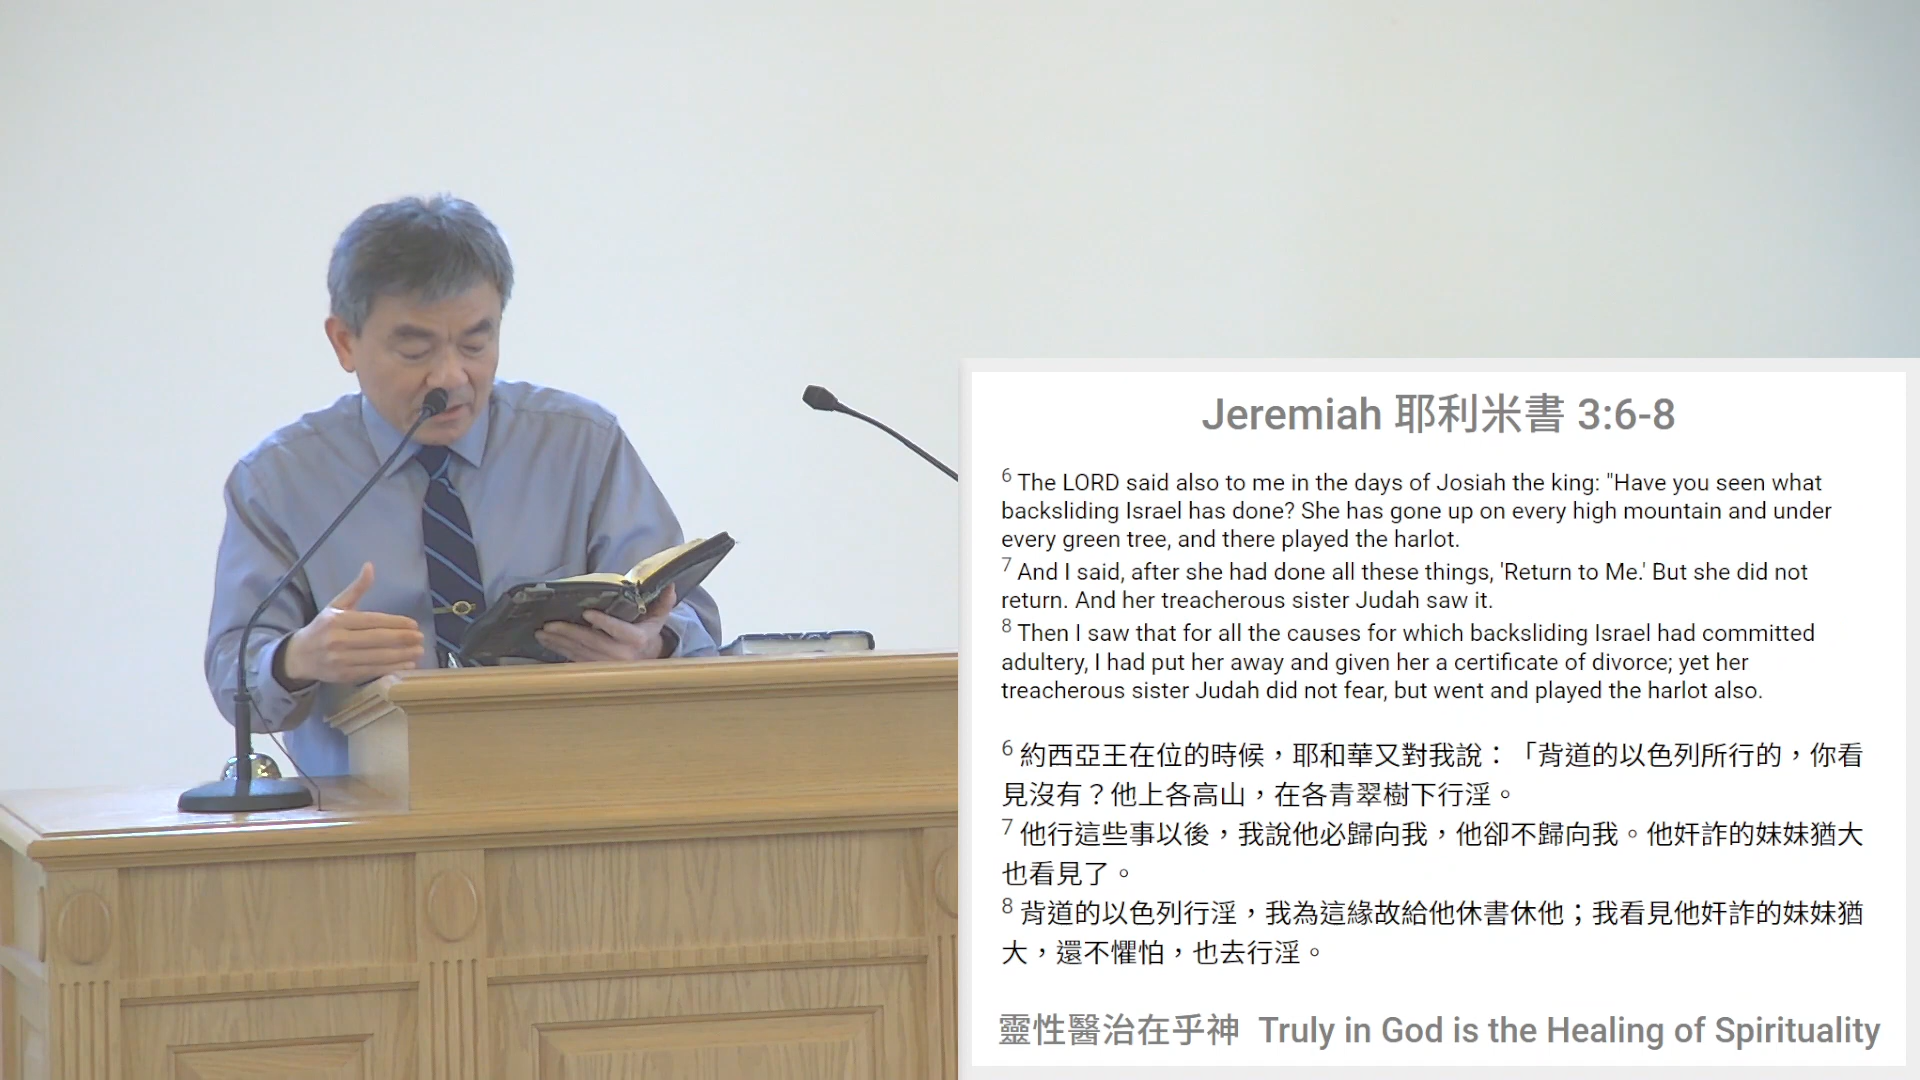 Jeremiah 耶利米書 3:6-8
6 The LORD said also to me in the days of Josiah the king: "Have you seen what
backsliding Israel has done? She has gone up on every high mountain and under
every green tree, and there played the harlot.
7 And I said, after she had done all these things, 'Return to Me.' But she did not
return. And her treacherous sister Judah saw it.
8 Then I saw that for all the causes for which backsliding Israel had committed
adultery, I had put her away and given her a certificate of divorce; yet her
treacherous sister Judah did not fear, but went and played the harlot also.
6 約西亞王在位的時候，耶和華又對我說：「背道的以色列所行的，你看
見沒有？他上各高山，在各青翠樹下行淫。
7 他行這些事以後，我說他必歸向我，他卻不歸向我。他奸詐的妹妹猶大
也看見了。
8 背道的以色列行淫，我為這緣故給他休書休他；我看見他奸詐的妹妹猶
大，還不懼怕，也去行淫。
靈性醫治在乎神 Truly in God is the Healing of Spirituality